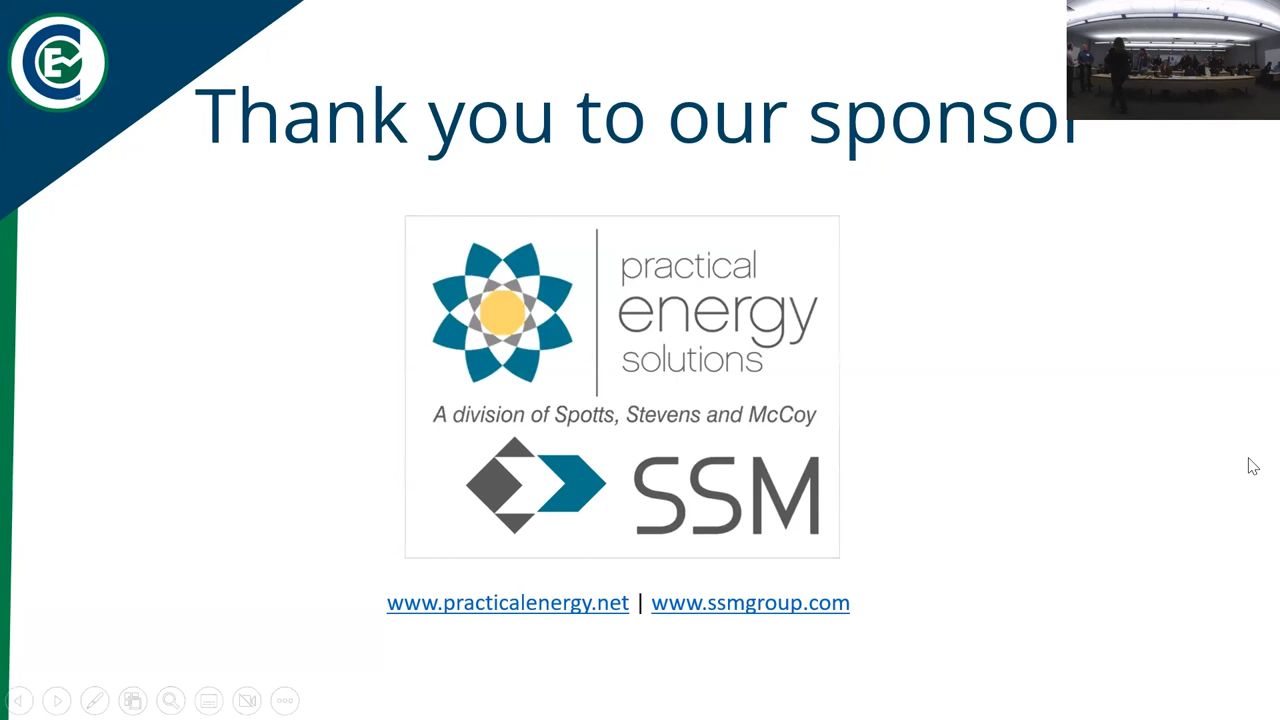 Thank you to our sponsor
practical
energy
solutions
A division of Spotts, Stevens and McCoy
SSM
www.practicalenergy.net | www.ssmgroup.com